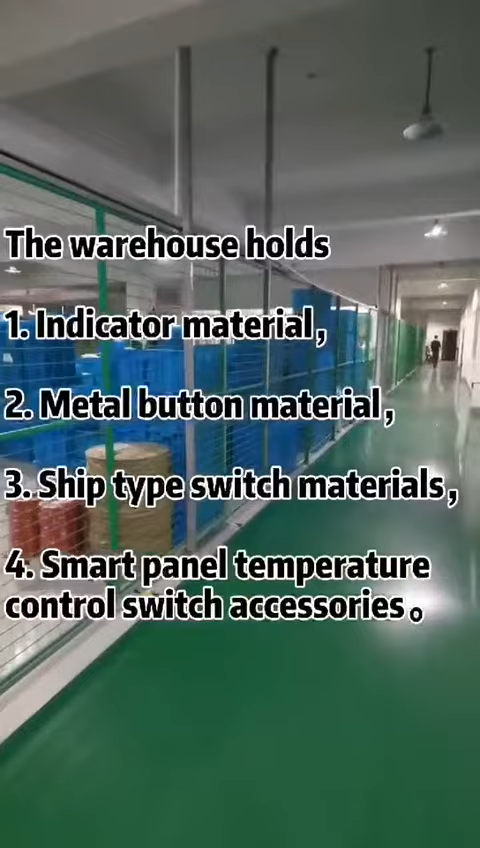 The warehouse holds
1. Indicator material，
2. Metal button material，
3. Ship type switch materials，
4. Smart panel temperature
control switch accessories。